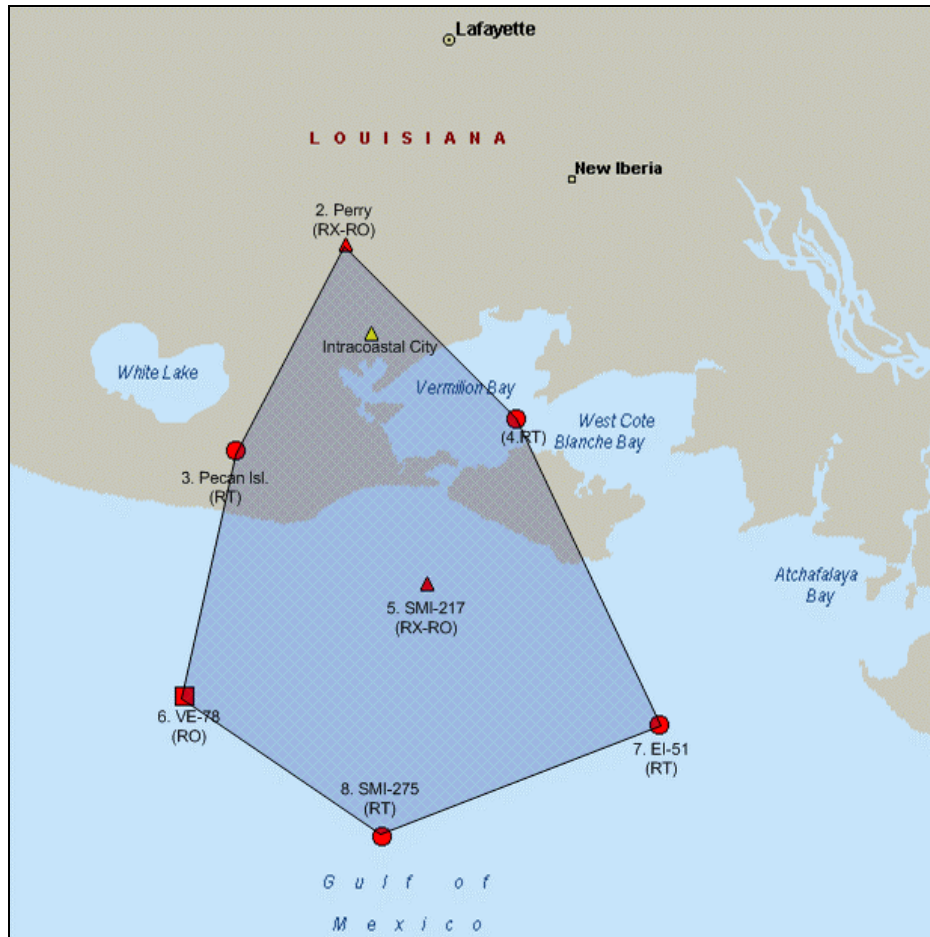 Lafayette
L O U I S I A N A
New Iberia
2. Perry
(RX-RO)
Intracoastal City
White Lake
Vermilion Bay
West Cote
Blanche Bay
(4.RT)
3. Pecan Isl.
(RT)
Atchafalaya
Bay
5. SMI-217
(RX-RO)
6. VE-78
(RO)
7. EI-51
(RT)
8. SMI-275
(RT)
G u l f o f
M e x i c o